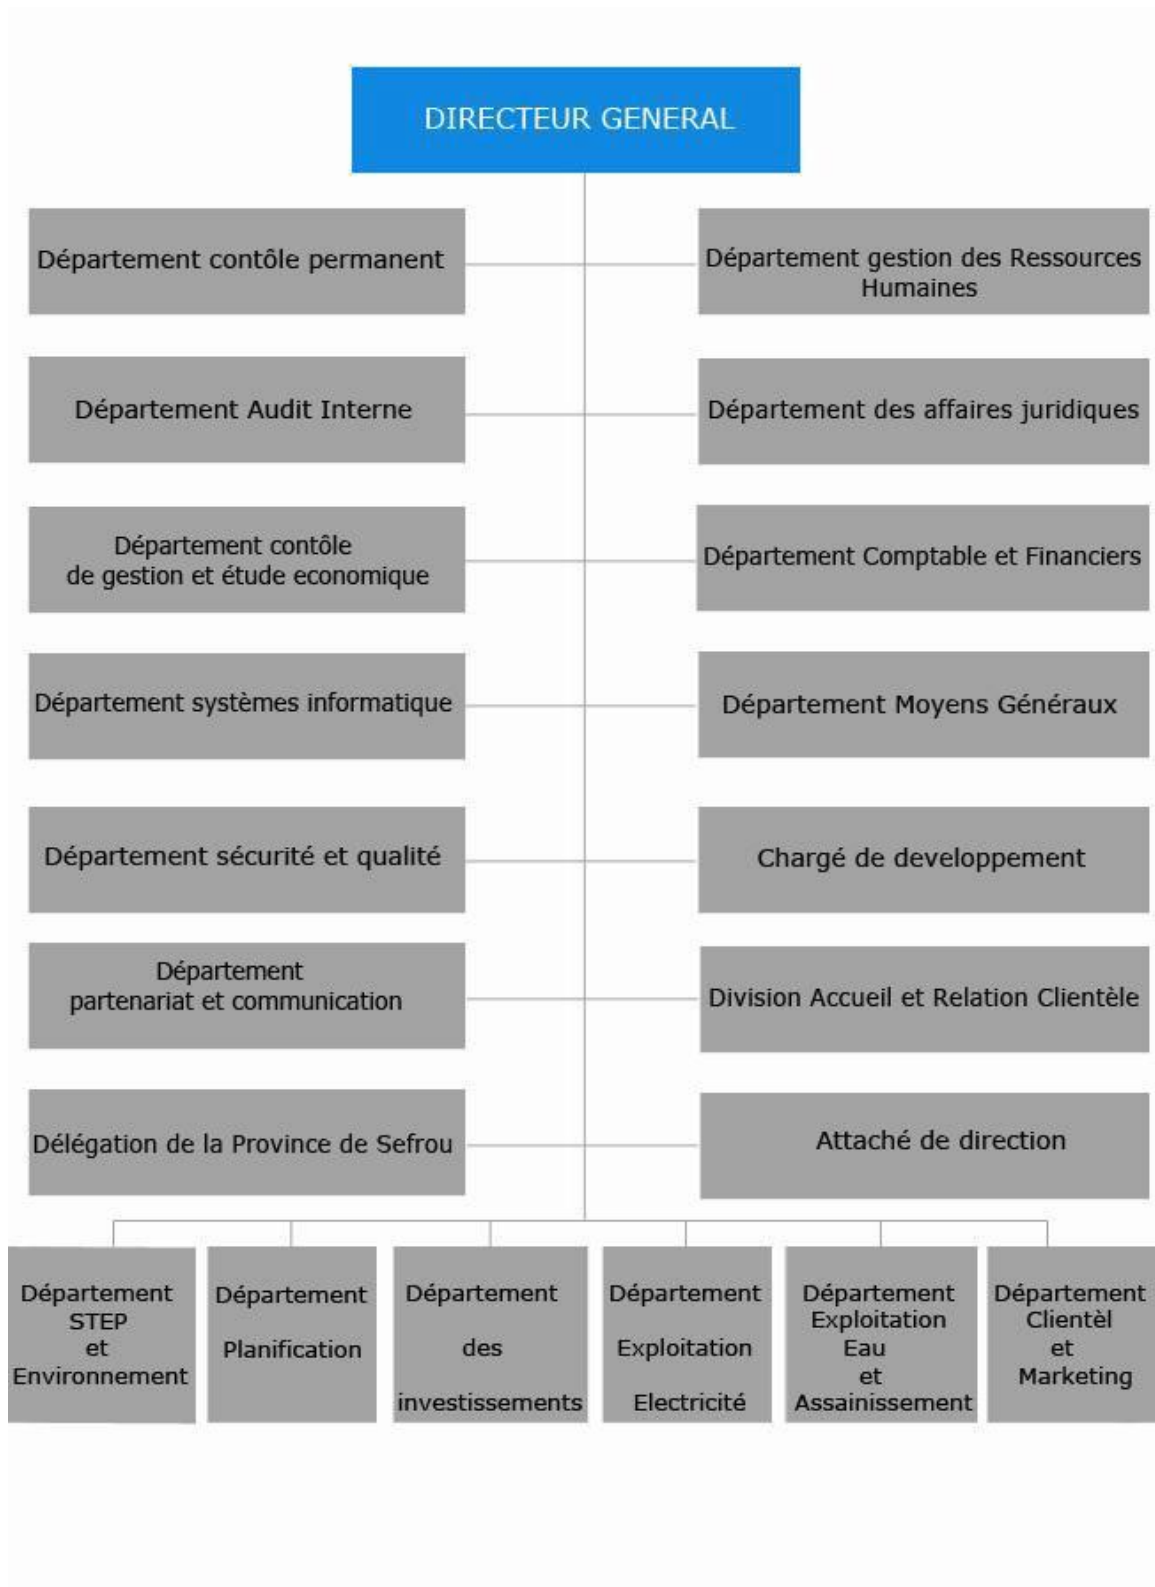 DIRECTEUR GENERAL
Département contôle permanent
Département gestion des Ressources
Humaines
Département Audit Interne
Département des affaires juridiques
Département contôle
de gestion et étude economique
Département Comptable et Financiers
Département systèmes informatique
Département Moyens Généraux
Département sécurité et qualité
Chargé de developpement
Département
partenariat et communication
Division Accueil et Relation Clientèle
Délégation de la Province de Sefrou
Attaché de direction
Département
STEP
et
Environnement
Département
Planification
Département
des
investissements
Département
Exploitation
Electricité
Département
Exploitation
Eau
et
Assainissement
Département
Clientèl
et
Marketing